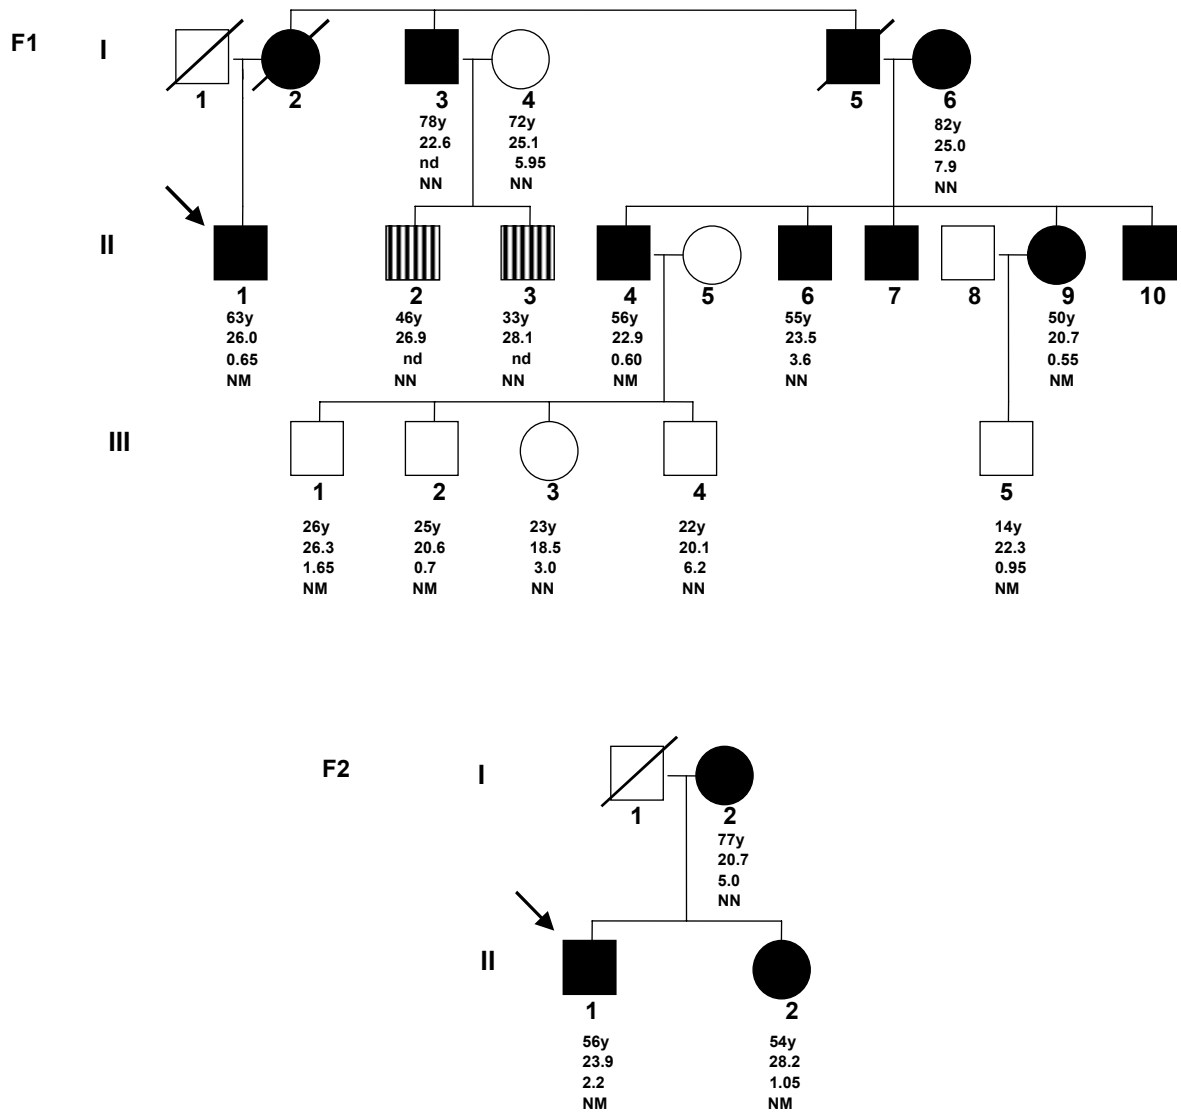 F1
I
1 2 3 4 5 6
78y 72y 82y
22.6 25.1 25.0
nd 5.95 7.9
NN NN NN
II
1 2 3 4 5 6 7 8 9 10
63y 46y 33y 56y 55y 50y
26.0 26.9 28.1 22.9 23.5 20.7
0.65 nd nd 0.60 3.6 0.55
NM NN NN NM NN NM
III
1 2 3 4 5
26y 25y 23y 22y 14y
26.3 20.6 18.5 20.1 22.3
1.65 0.7 3.0 6.2 0.95
NM NM NN NN NM
F2
I
1 2
77y
20.7
5.0
NN
II
1 2
56y 54y
23.9 28.2
2.2 1.05
NM NM